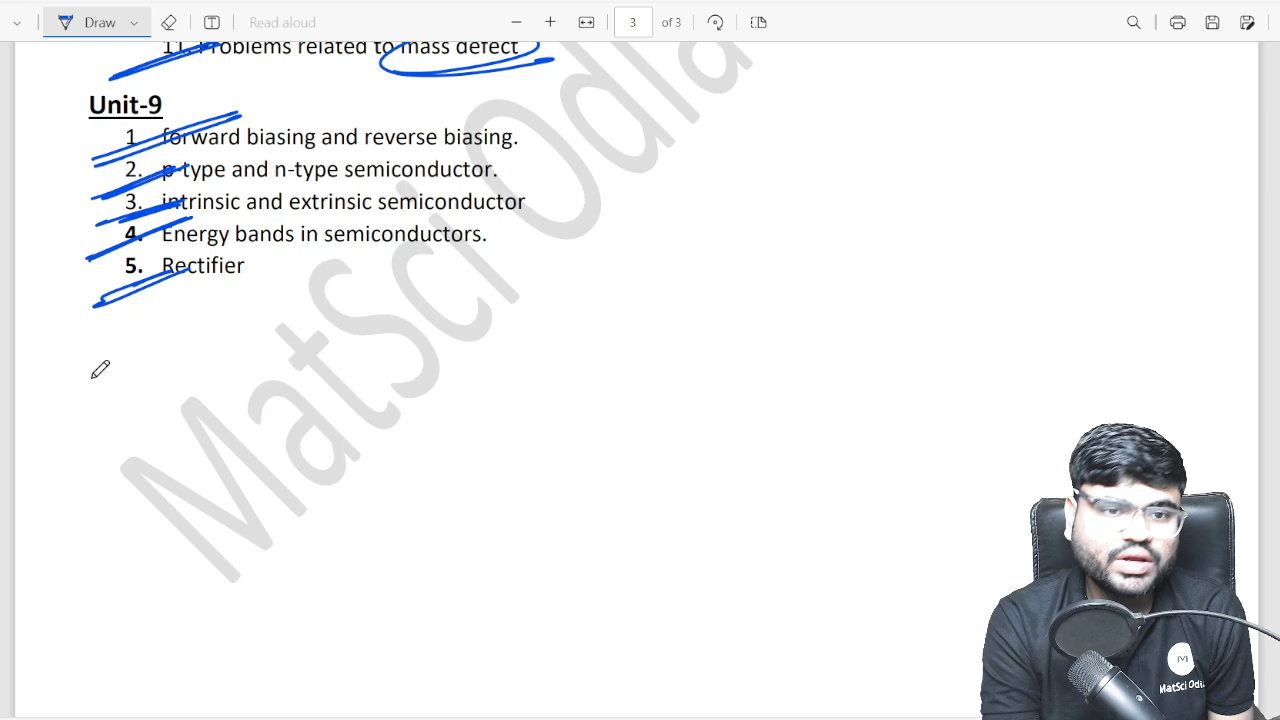 Draw
Read aloud
3 of 3
11. Problems related to mass defect
Unit-9
1. forward biasing and reverse biasing.
2. p-type and n-type semiconductor.
3. intrinsic and extrinsic semiconductor
4. Energy bands in semiconductors.
5. Rectifier
MatSci Odia
M
MatSci Odia